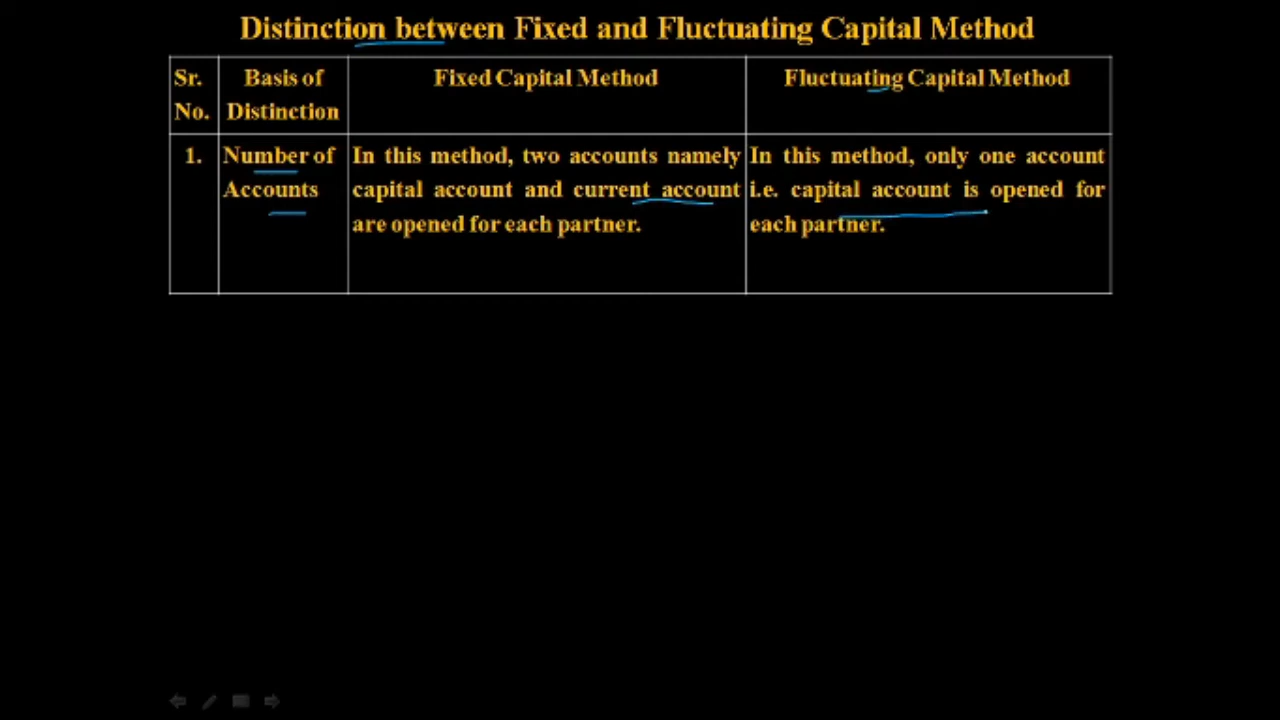 Distinction between Fixed and Fluctuating Capital Method
Sr. No. Basis of Distinction Fixed Capital Method Fluctuating Capital Method
1. Number of Accounts
In this method, two accounts namely
capital account and current account
are opened for each partner.
In this method, only one account
i.e. capital account is opened for
each partner.